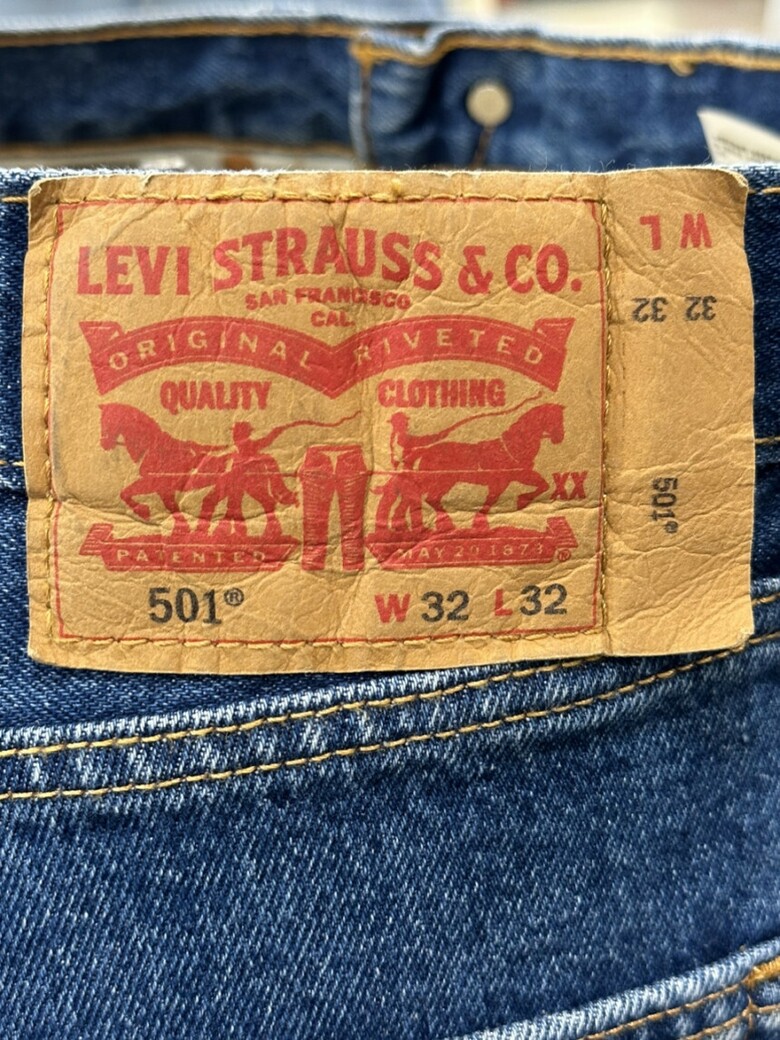 LEVI STRAUSS & CO.
SAN FRANCISCO
CAL.
ORIGINAL RIVETED
QUALITY CLOTHING
XX
PATENTED MAY 20 1873 ®
501® W 32 L 32
W L
32 32
501®